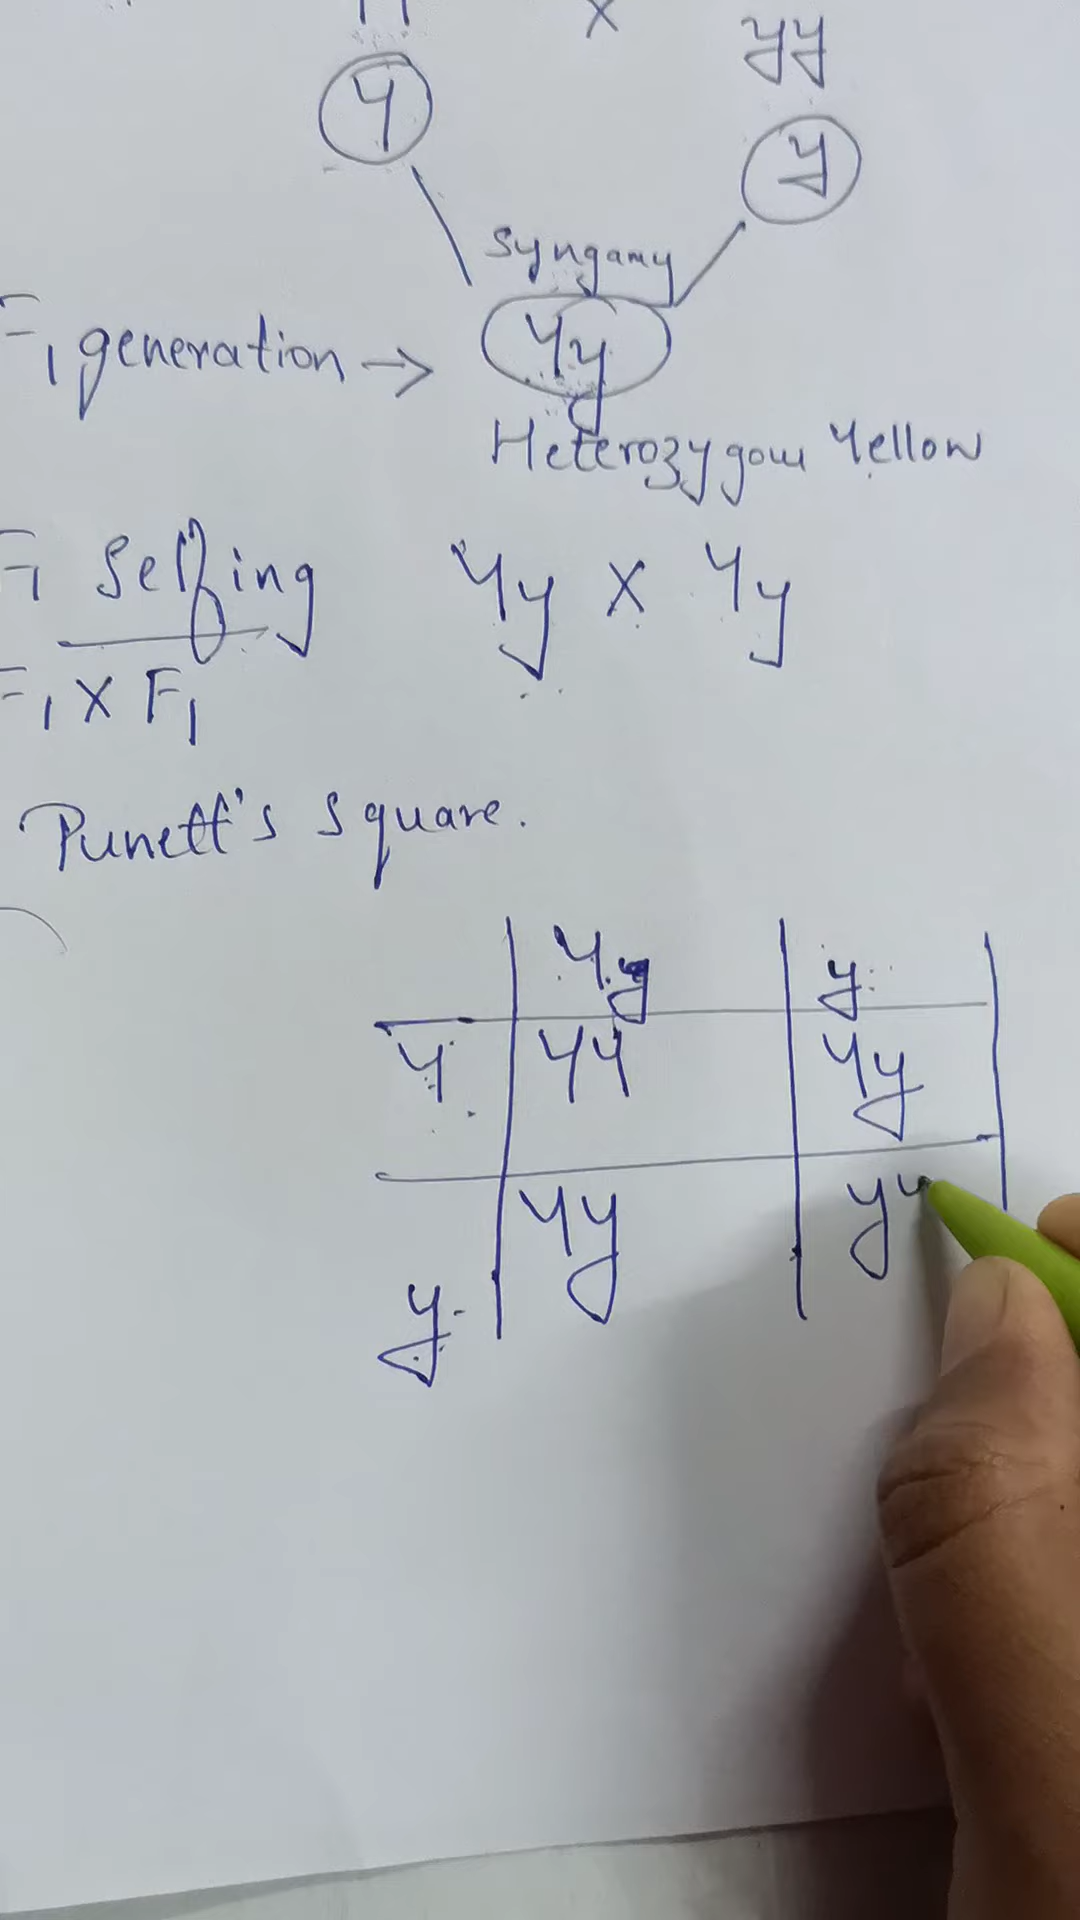 ×
yy
Y
y
Syngamy
F1 generation → Yy
Heterozygous Yellow
F1 Selfing Yy × Yy
F1 × F1
Punett's square.
Y y y
Y YY Yy
y Yy yy